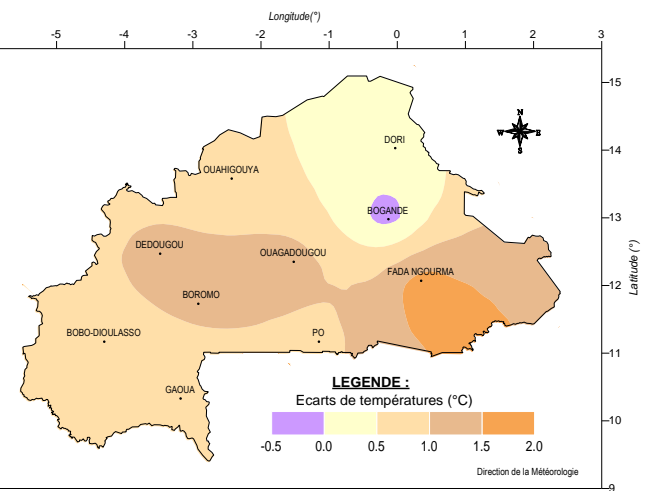 Longitude(°)
-5 -4 -3 -2 -1 0 1 2 3
15
N
W E
S
DORI
14
OUAHIGOUYA
BOGANDE
13
DEDOUGOU
OUAGADOUGOU
FADA NGOURMA
Latitude (°)
12
BOROMO
BOBO-DIOULASSO
PO
11
LEGENDE :
GAOUA
Ecarts de températures (°C)
10
-0.5 0.0 0.5 1.0 1.5 2.0
Direction de la Météorologie
9